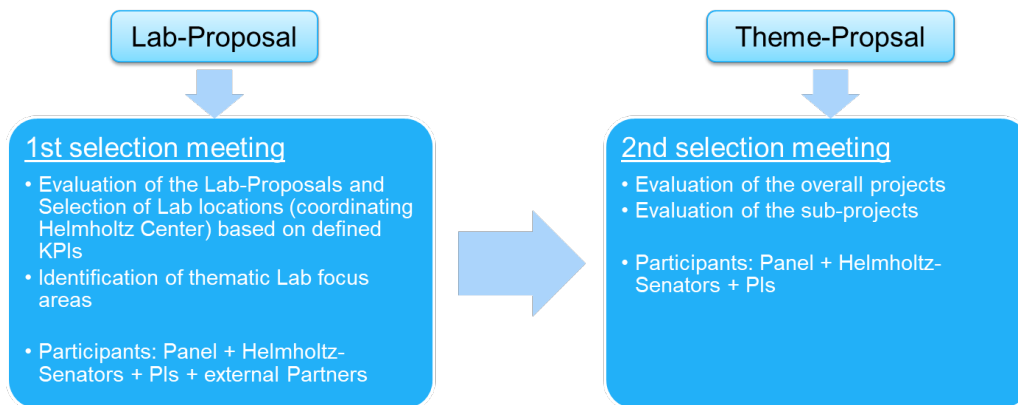 Lab-Proposal
1st selection meeting
• Evaluation of the Lab-Proposals and
Selection of Lab locations (coordinating
Helmholtz Center) based on defined
KPIs
• Identification of thematic Lab focus
areas
• Participants: Panel + Helmholtz-
Senators + PIs + external Partners
Theme-Propsal
2nd selection meeting
• Evaluation of the overall projects
• Evaluation of the sub-projects
• Participants: Panel + Helmholtz-
Senators + PIs